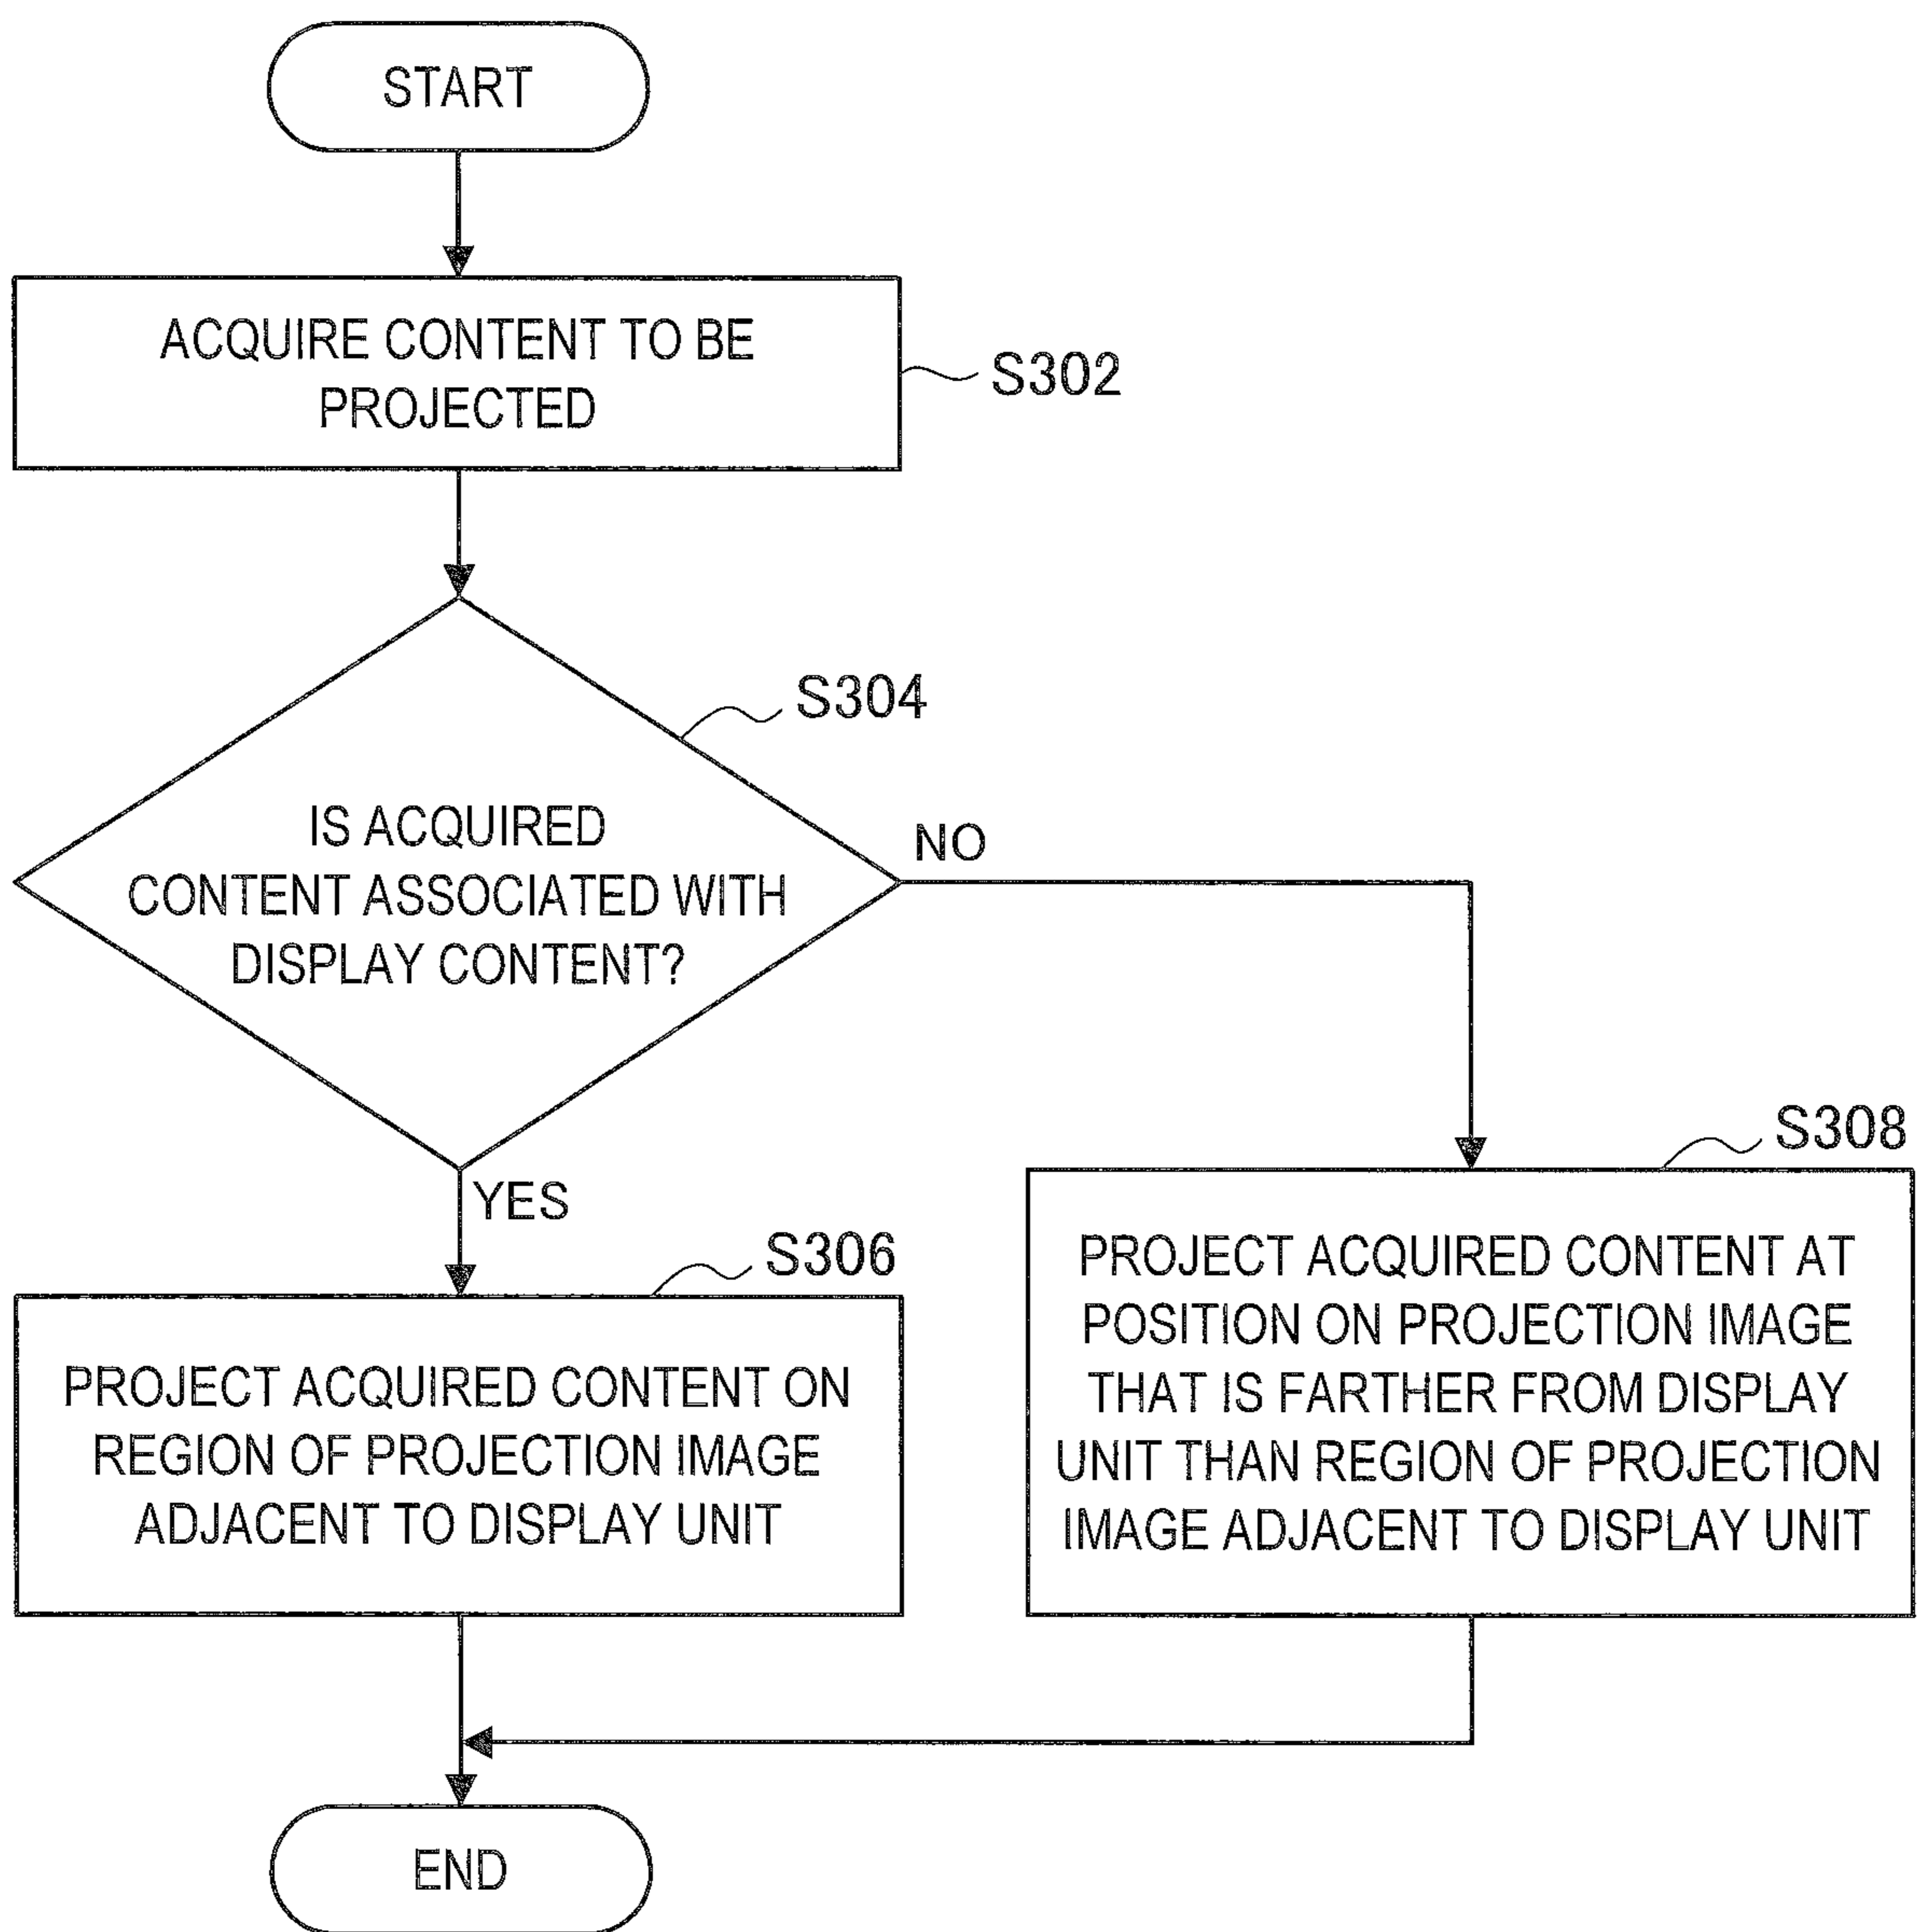 START
ACQUIRE CONTENT TO BE
PROJECTED
S302
S304
IS ACQUIRED
CONTENT ASSOCIATED WITH
DISPLAY CONTENT?
NO
YES
S306
PROJECT ACQUIRED CONTENT ON
REGION OF PROJECTION IMAGE
ADJACENT TO DISPLAY UNIT
S308
PROJECT ACQUIRED CONTENT AT
POSITION ON PROJECTION IMAGE
THAT IS FARTHER FROM DISPLAY
UNIT THAN REGION OF PROJECTION
IMAGE ADJACENT TO DISPLAY UNIT
END